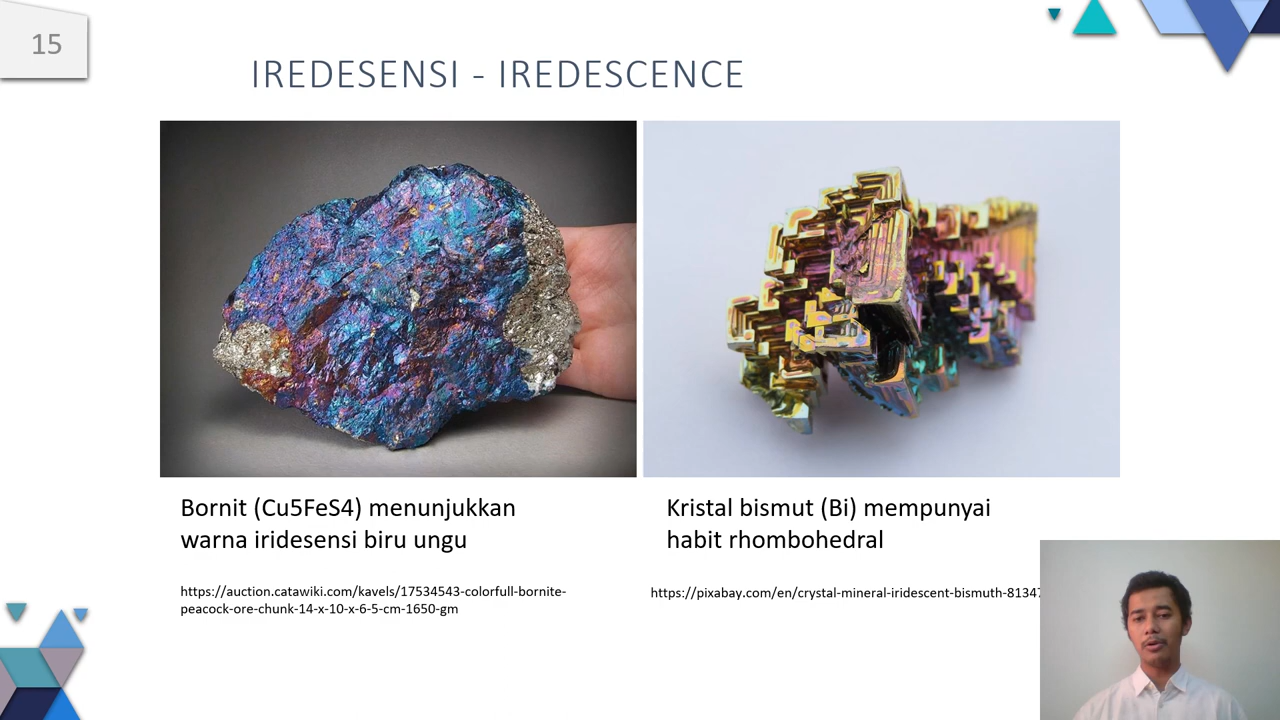 15
IREDESENSI - IREDESCENCE
Bornit (Cu5FeS4) menunjukkan
warna iridesensi biru ungu
Kristal bismut (Bi) mempunyai
habit rhombohedral
https://auction.catawiki.com/kavels/17534543-colorfull-bornite-
peacock-ore-chunk-14-x-10-x-6-5-cm-1650-gm
https://pixabay.com/en/crystal-mineral-iridescent-bismuth-81347